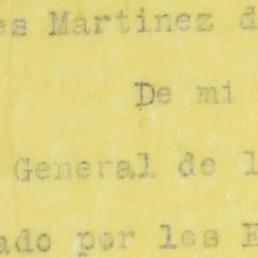 es Martinez d
De mi
General de l
ado por los E